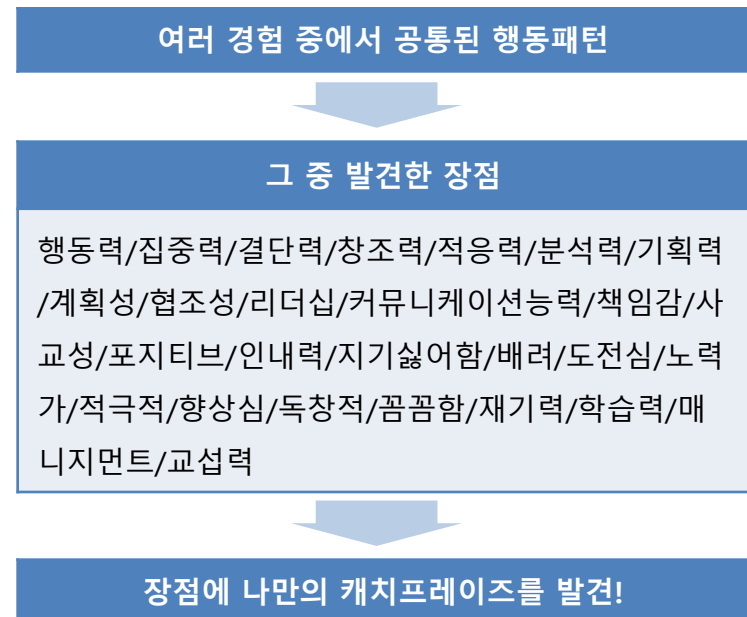 여러 경험 중에서 공통된 행동패턴
그 중 발견한 장점
행동력/집중력/결단력/창조력/적응력/분석력/기획력
/계획성/협조성/리더십/커뮤니케이션능력/책임감/사
교성/포지티브/인내력/지기싫어함/배려/도전심/노력
가/적극적/향상심/독창적/꼼꼼함/재기력/학습력/매
니지먼트/교섭력
장점에 나만의 캐치프레이즈를 발견!